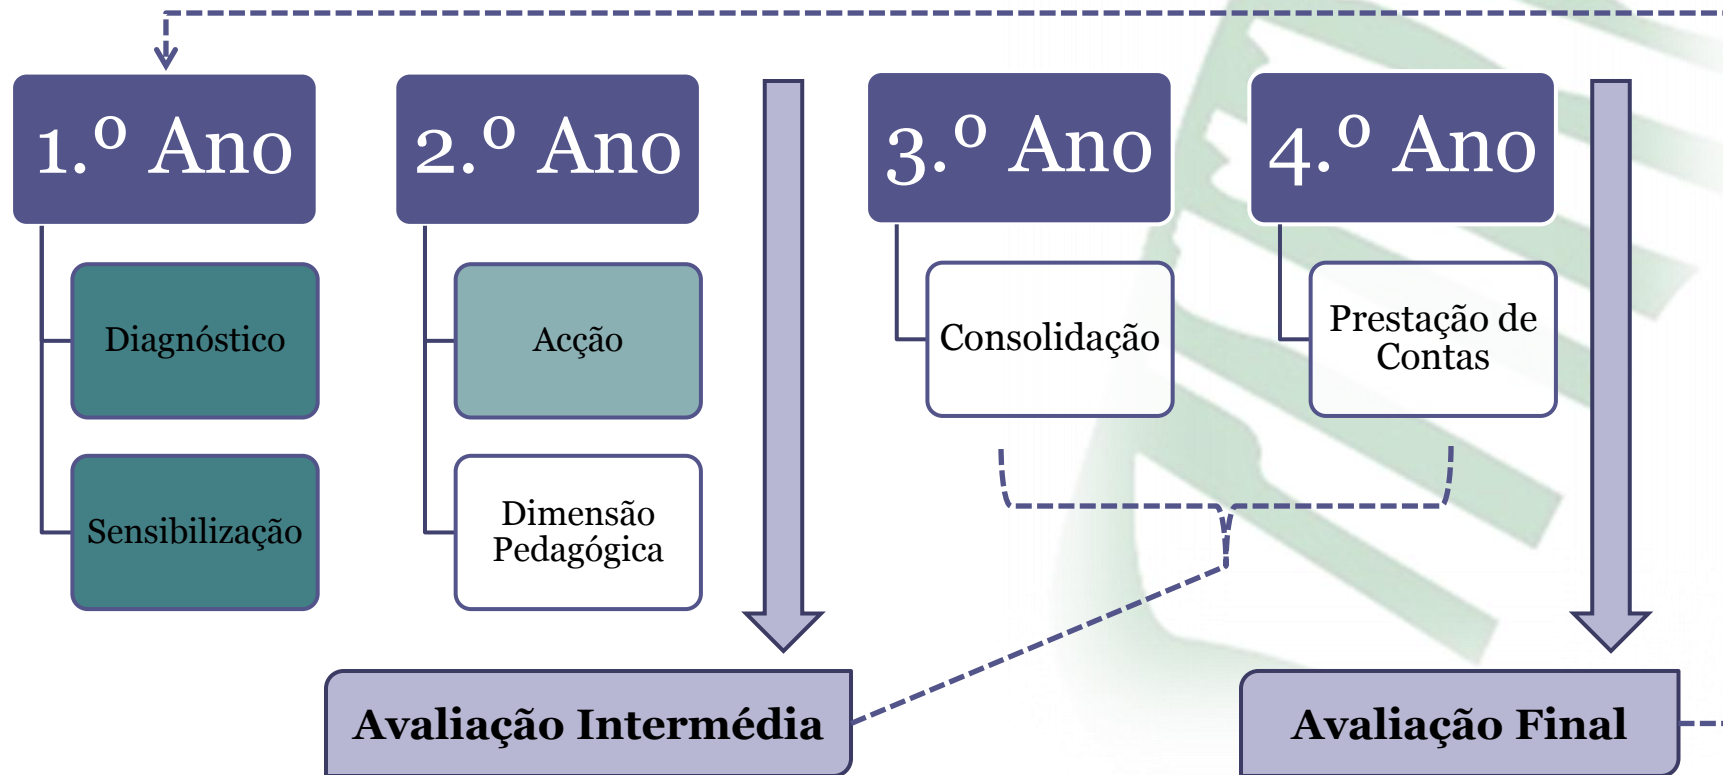 1.º Ano
2.º Ano
3.º Ano
4.º Ano
Diagnóstico
Acção
Consolidação
Prestação de
Contas
Sensibilização
Dimensão
Pedagógica
Avaliação Intermédia
Avaliação Final